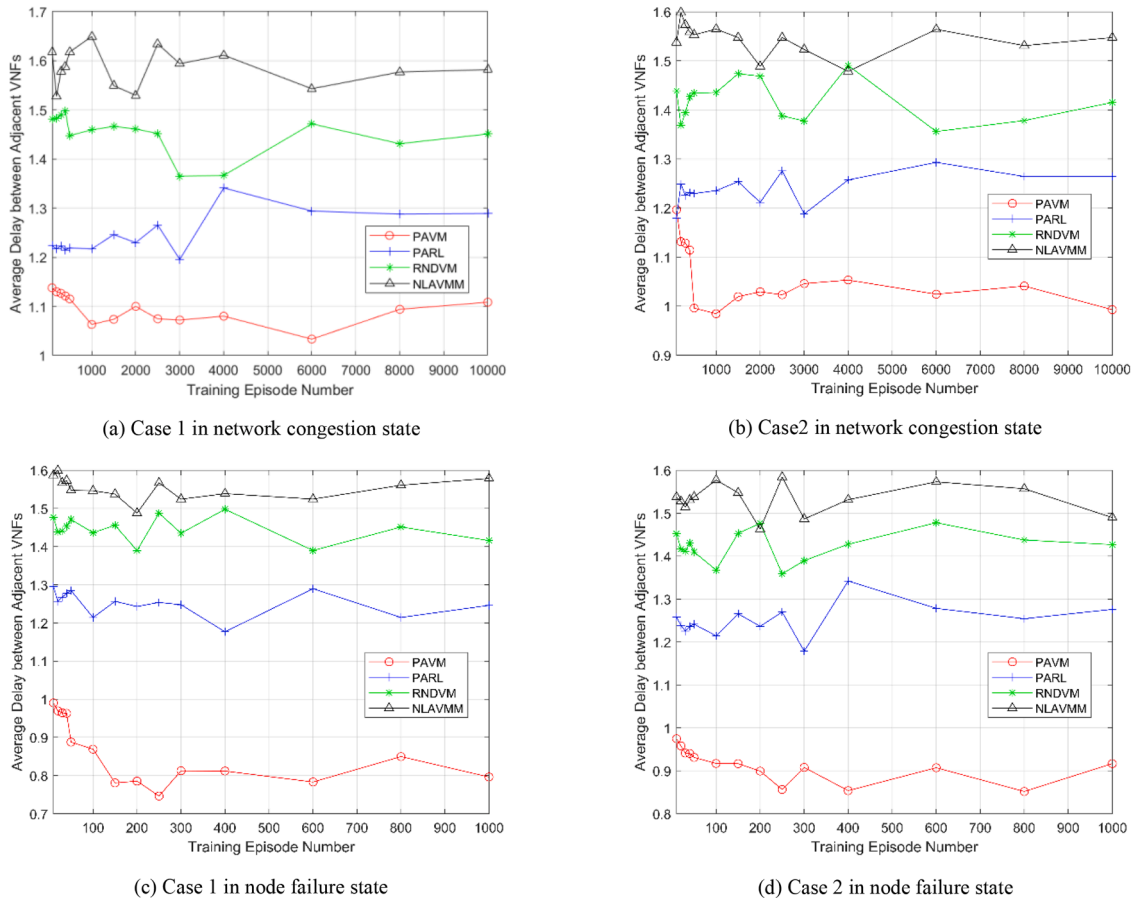 1.7
1.6
1.5
1.4
1.3
1.2
1.1
1
Average Delay between Adjacent VNFs
PAVM
PARL
RNDVM
NLAVMM
1000 2000 3000 4000 5000 6000 7000 8000 9000 10000
Training Episode Number
(a) Case 1 in network congestion state
1.6
1.5
1.4
1.3
1.2
1.1
1
0.9
Average Delay between Adjacent VNFs
PAVM
PARL
RNDVM
NLAVMM
1000 2000 3000 4000 5000 6000 7000 8000 9000 10000
Training Episode Number
(b) Case2 in network congestion state
1.6
1.5
1.4
1.3
1.2
1.1
1
0.9
0.8
0.7
Average Delay between Adjacent VNFs
PAVM
PARL
RNDVM
NLAVMM
100 200 300 400 500 600 700 800 900 1000
Training Episode Number
(c) Case 1 in node failure state
1.6
1.5
1.4
1.3
1.2
1.1
1
0.9
0.8
Average Delay between Adjacent VNFs
PAVM
PARL
RNDVM
NLAVMM
100 200 300 400 500 600 700 800 900 1000
Training Episode Number
(d) Case 2 in node failure state